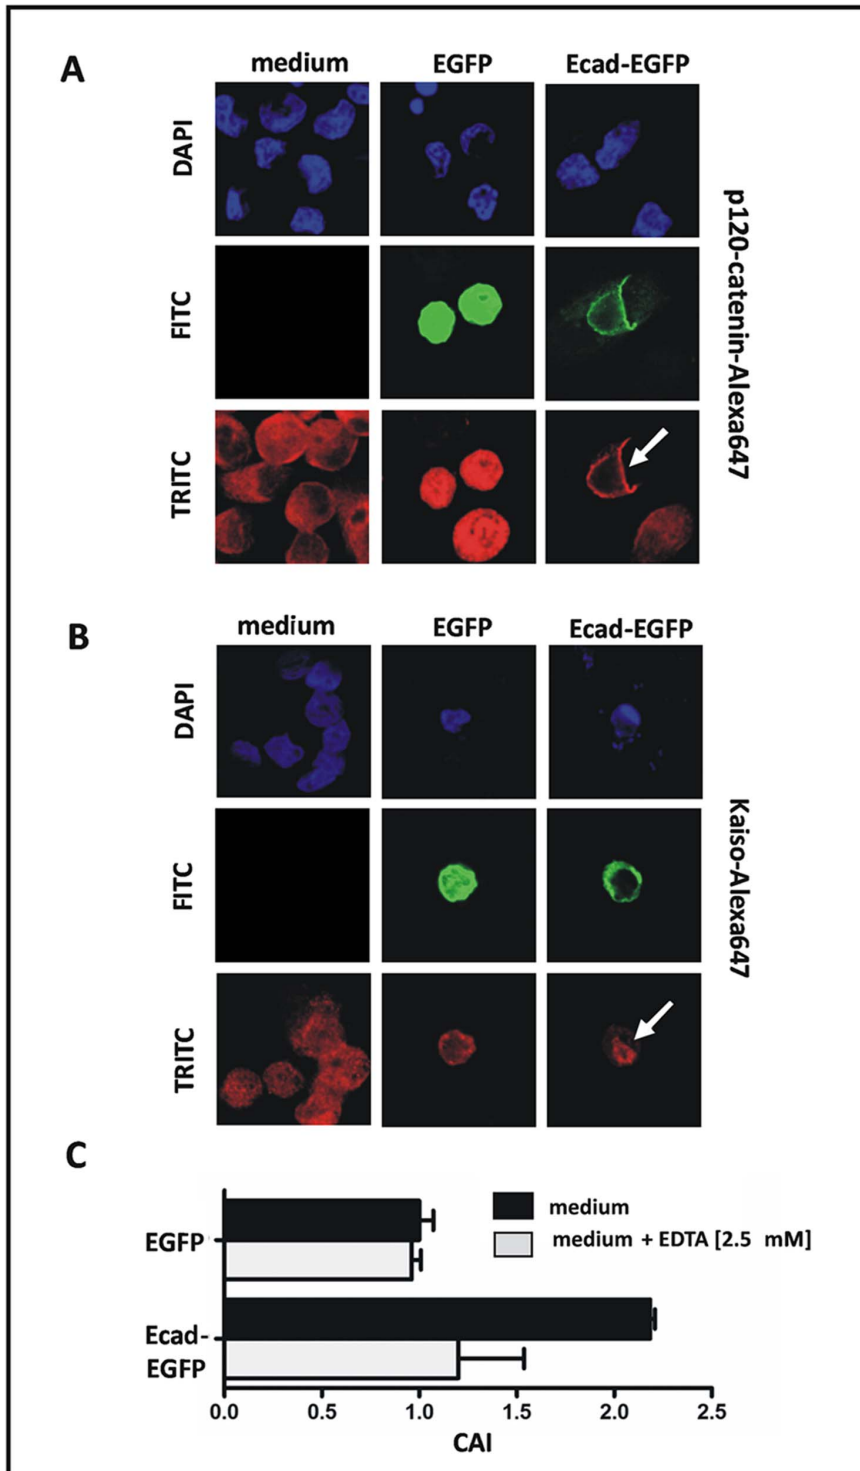 A
medium EGFP Ecad-EGFP
DAPI
FITC
TRITC
p120-catenin-Alexa647
B
medium EGFP Ecad-EGFP
DAPI
FITC
TRITC
Kaiso-Alexa647
C
medium
medium + EDTA [2.5 mM]
EGFP
Ecad-
EGFP
0.0 0.5 1.0 1.5 2.0 2.5
CAI